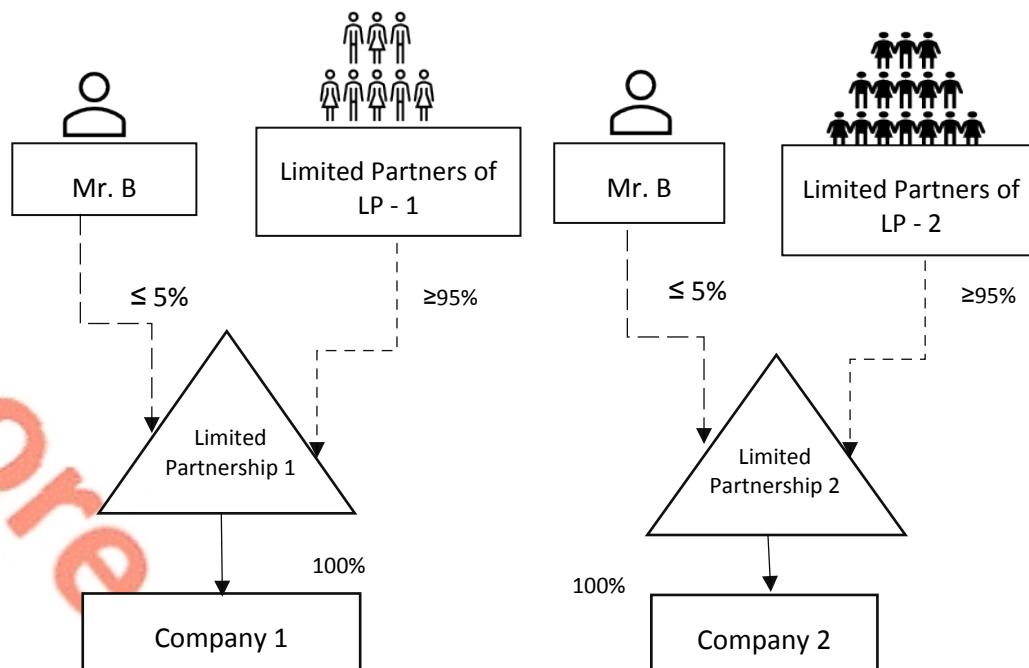 Mr. B
Limited Partners of
LP - 1
Mr. B
Limited Partners of
LP - 2
≤ 5%
≥95%
≤ 5%
≥95%
Limited
Partnership 1
Limited
Partnership 2
100%
100%
Company 1
Company 2